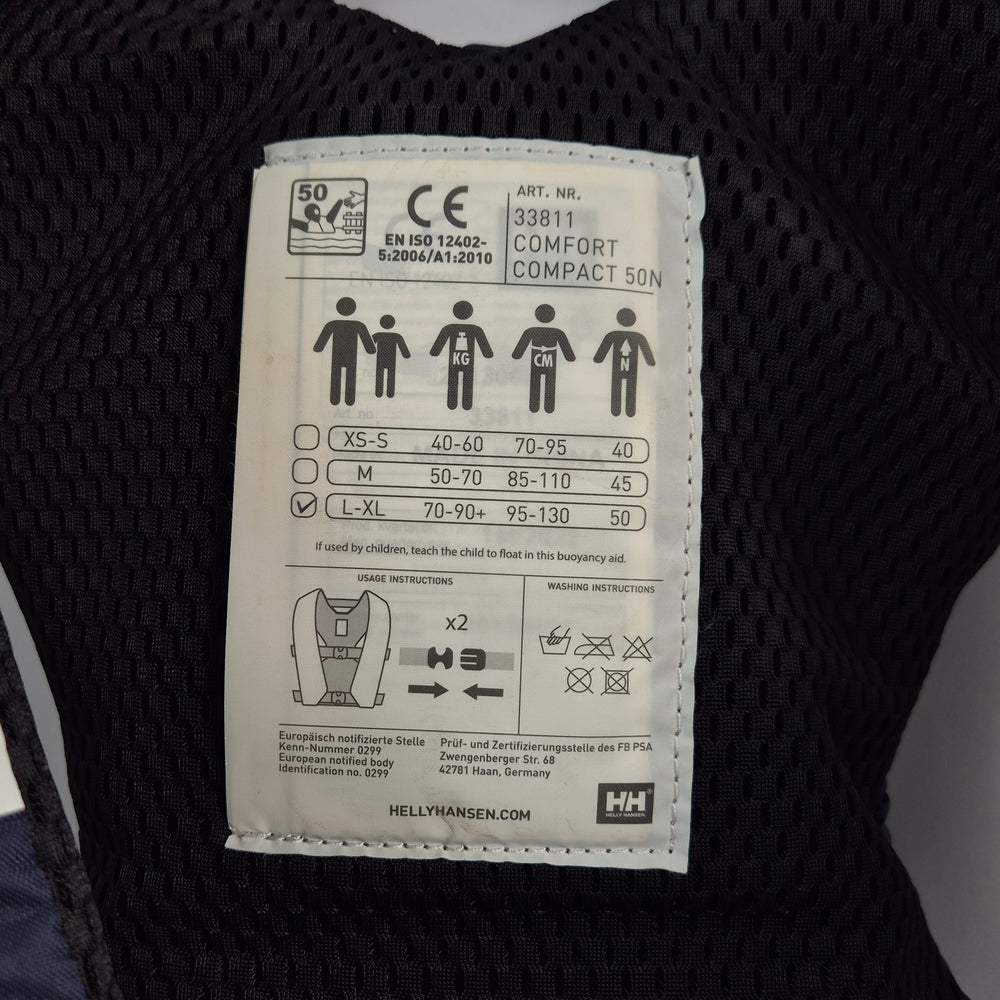 50
CE
EN ISO 12402-
5:2006/A1:2010
ART. NR.
33811
COMFORT
COMPACT 50N
KG
CM
N
XS-S 40-60 70-95 40
M 50-70 85-110 45
L-XL 70-90+ 95-130 50
If used by children, teach the child to float in this buoyancy aid.
USAGE INSTRUCTIONS
x2
WASHING INSTRUCTIONS
Europäisch notifizierte Stelle
Kenn-Nummer 0299
European notified body
Identification no. 0299
Prüf- und Zertifizierungsstelle des FB PSA
Zwengenberger Str. 68
42781 Haan, Germany
HELLYHANSEN.COM
HH®
HELLY HANSEN